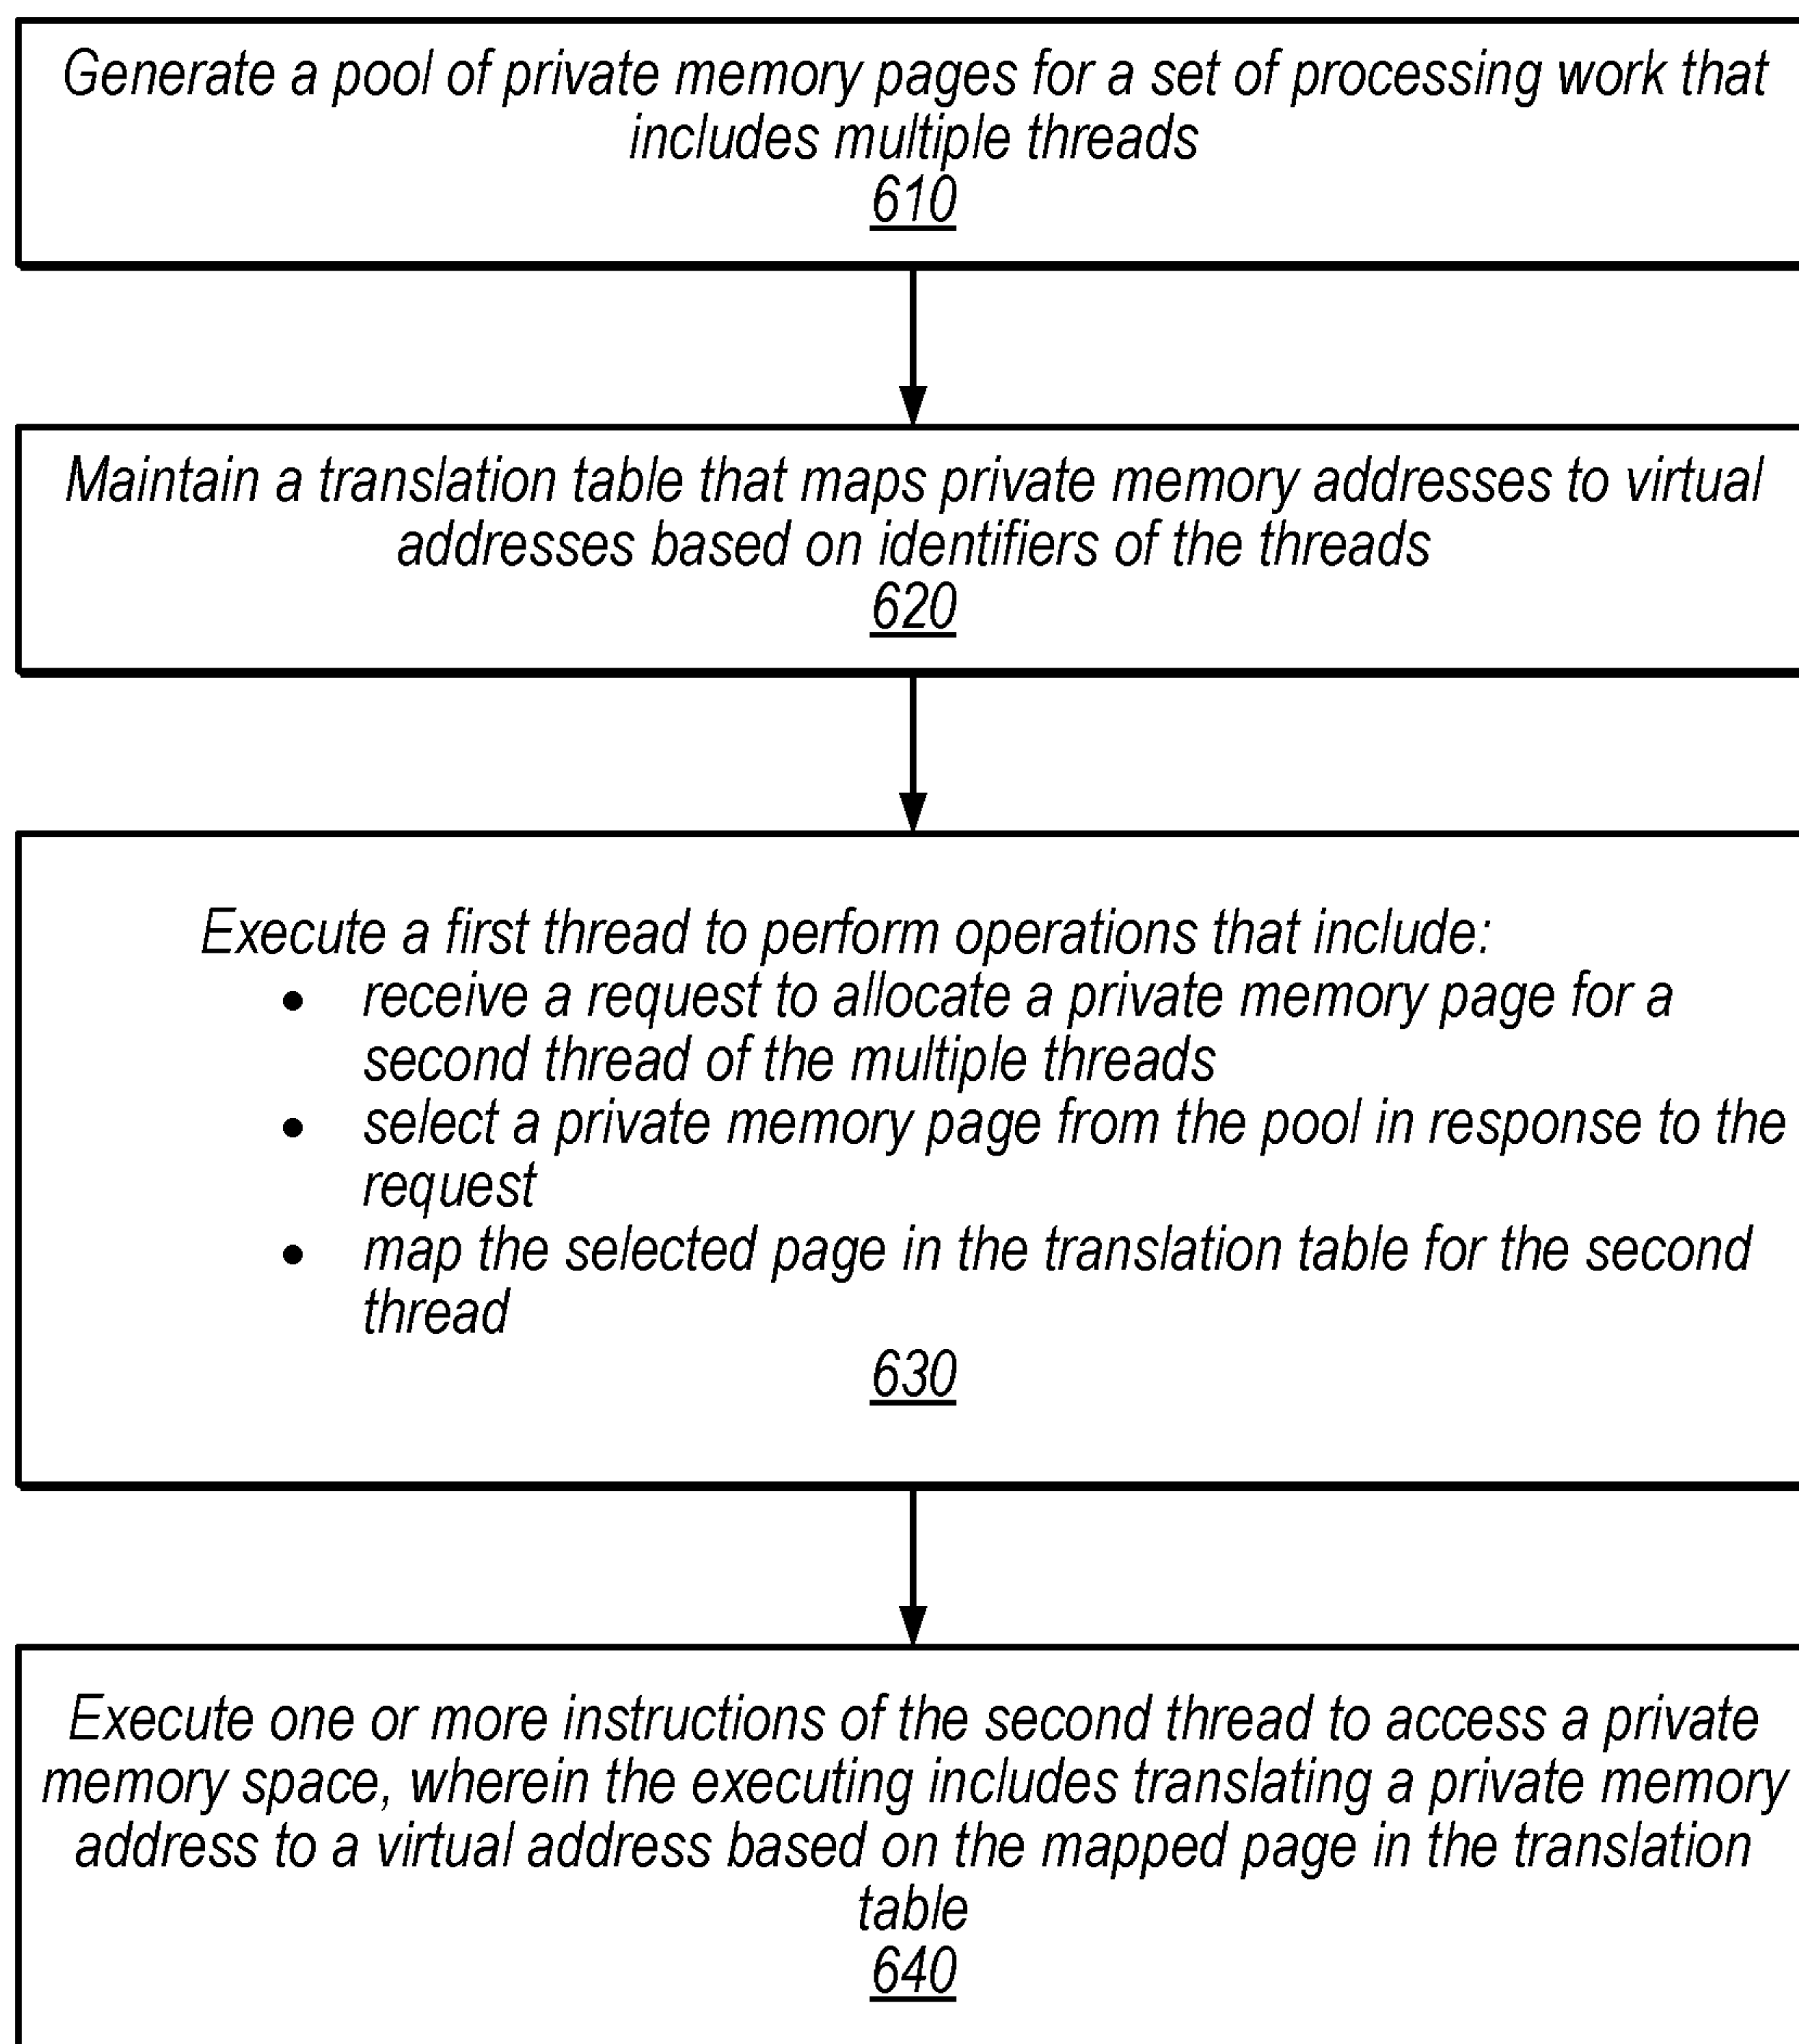 Generate a pool of private memory pages for a set of processing work that
includes multiple threads
610
Maintain a translation table that maps private memory addresses to virtual
addresses based on identifiers of the threads
620
Execute a first thread to perform operations that include:
• receive a request to allocate a private memory page for a
second thread of the multiple threads
• select a private memory page from the pool in response to the
request
• map the selected page in the translation table for the second
thread
630
Execute one or more instructions of the second thread to access a private
memory space, wherein the executing includes translating a private memory
address to a virtual address based on the mapped page in the translation
table
640